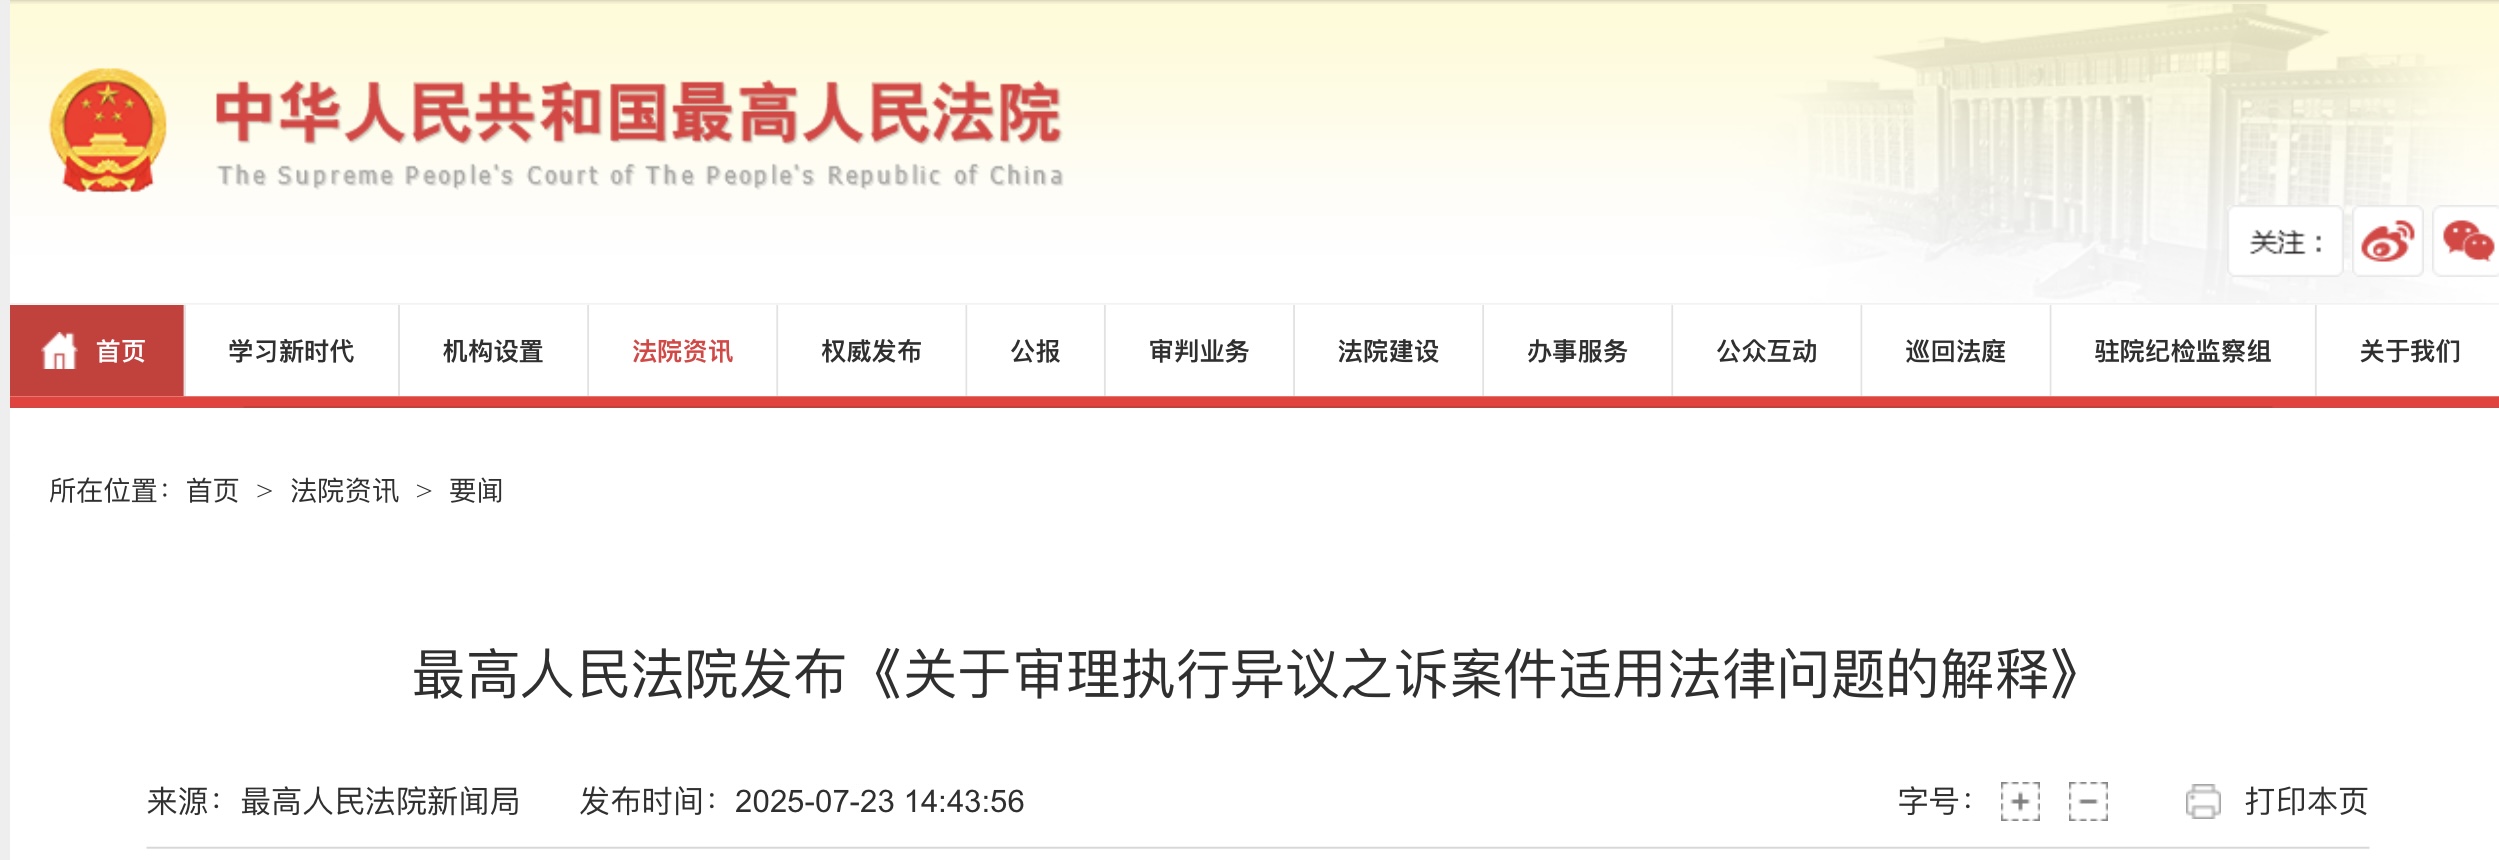 中华人民共和国最高人民法院
The Supreme People's Court of The People's Republic of China
关注：
首页 学习新时代 机构设置 法院资讯 权威发布 公报 审判业务 法院建设 办事服务 公众互动 巡回法庭 驻院纪检监察组 关于我们
所在位置： 首页 > 法院资讯 > 要闻
最高人民法院发布《关于审理执行异议之诉案件适用法律问题的解释》
来源：最高人民法院新闻局 发布时间：2025-07-23 14:43:56 字号： + － 打印本页